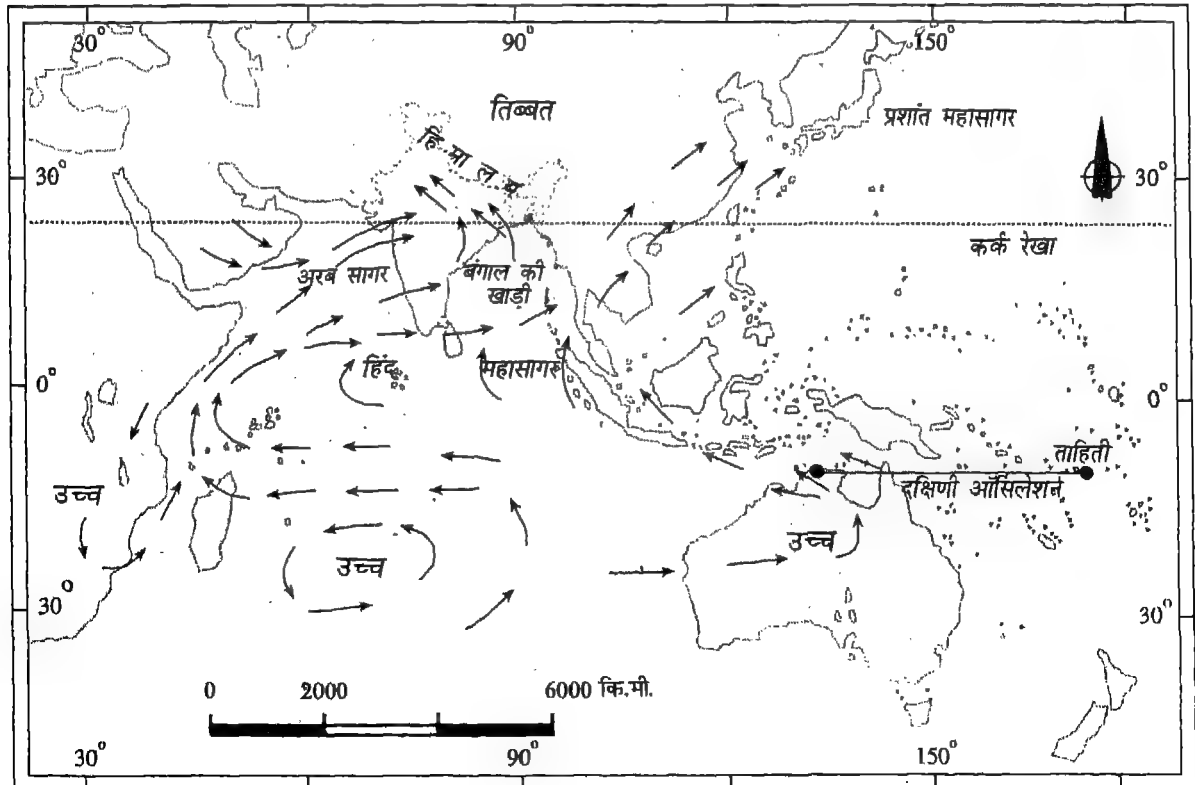 30° 90° 150°
तिब्बत
प्रशांत महासागर
हिमालय
30° 30°
कर्क रेखा
अरब सागर
बंगाल की
खाड़ी
हिंद महासागर
0° 0°
ताहिती
दक्षिणी ऑसिलेशन
उच्च
उच्च
उच्च
30° 30°
0 2000 6000 कि.मी.
30° 90° 150°